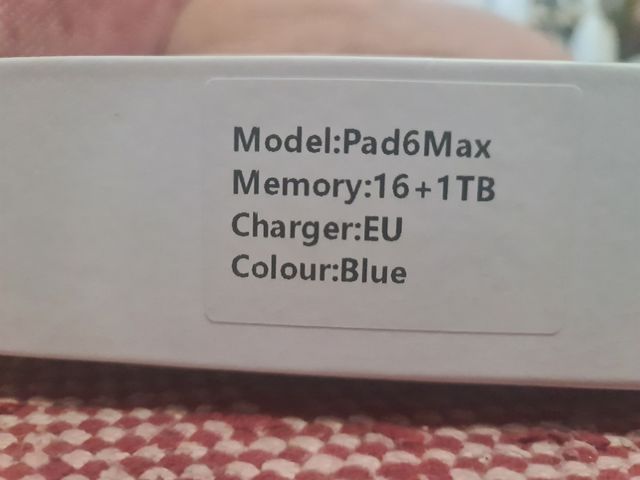 Model:Pad6Max
Memory:16+1TB
Charger:EU
Colour:Blue